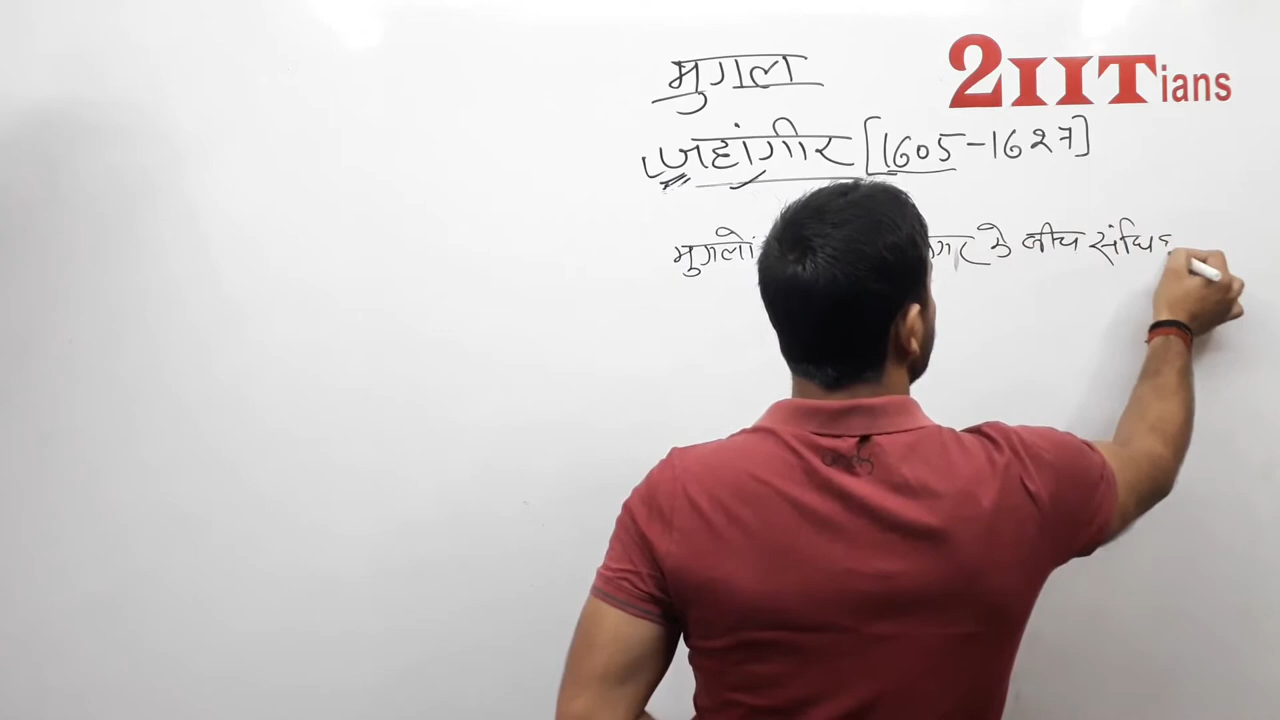 मुगल
2IITians
जहांगीर [1605-1627]
मुगलों के बीच संधि